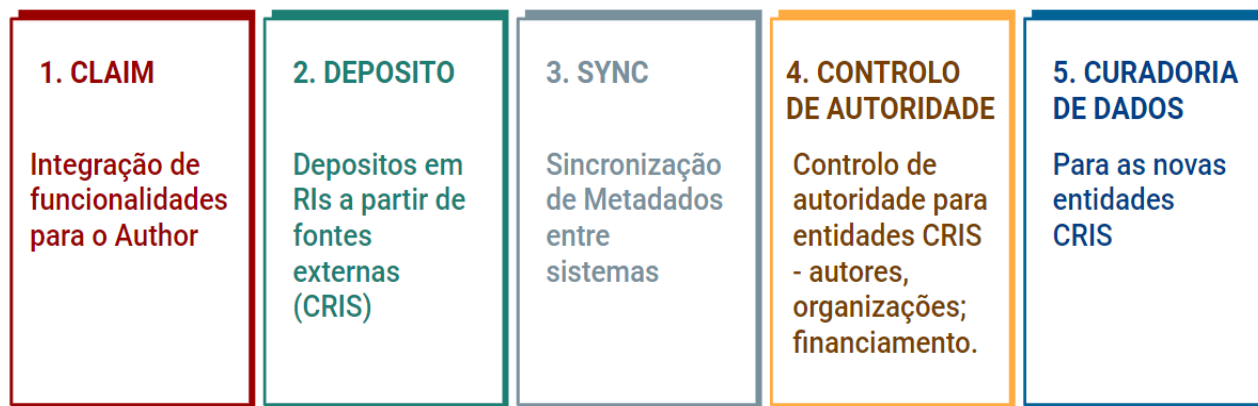 1. CLAIM
Integração de
funcionalidades
para o Author
2. DEPOSITO
Depositos em
RIs a partir de
fontes
externas
(CRIS)
3. SYNC
Sincronização
de Metadados
entre
sistemas
4. CONTROLO
DE AUTORIDADE
Controlo de
autoridade para
entidades CRIS
- autores,
organizações;
financiamento.
5. CURADORIA
DE DADOS
Para as novas
entidades
CRIS